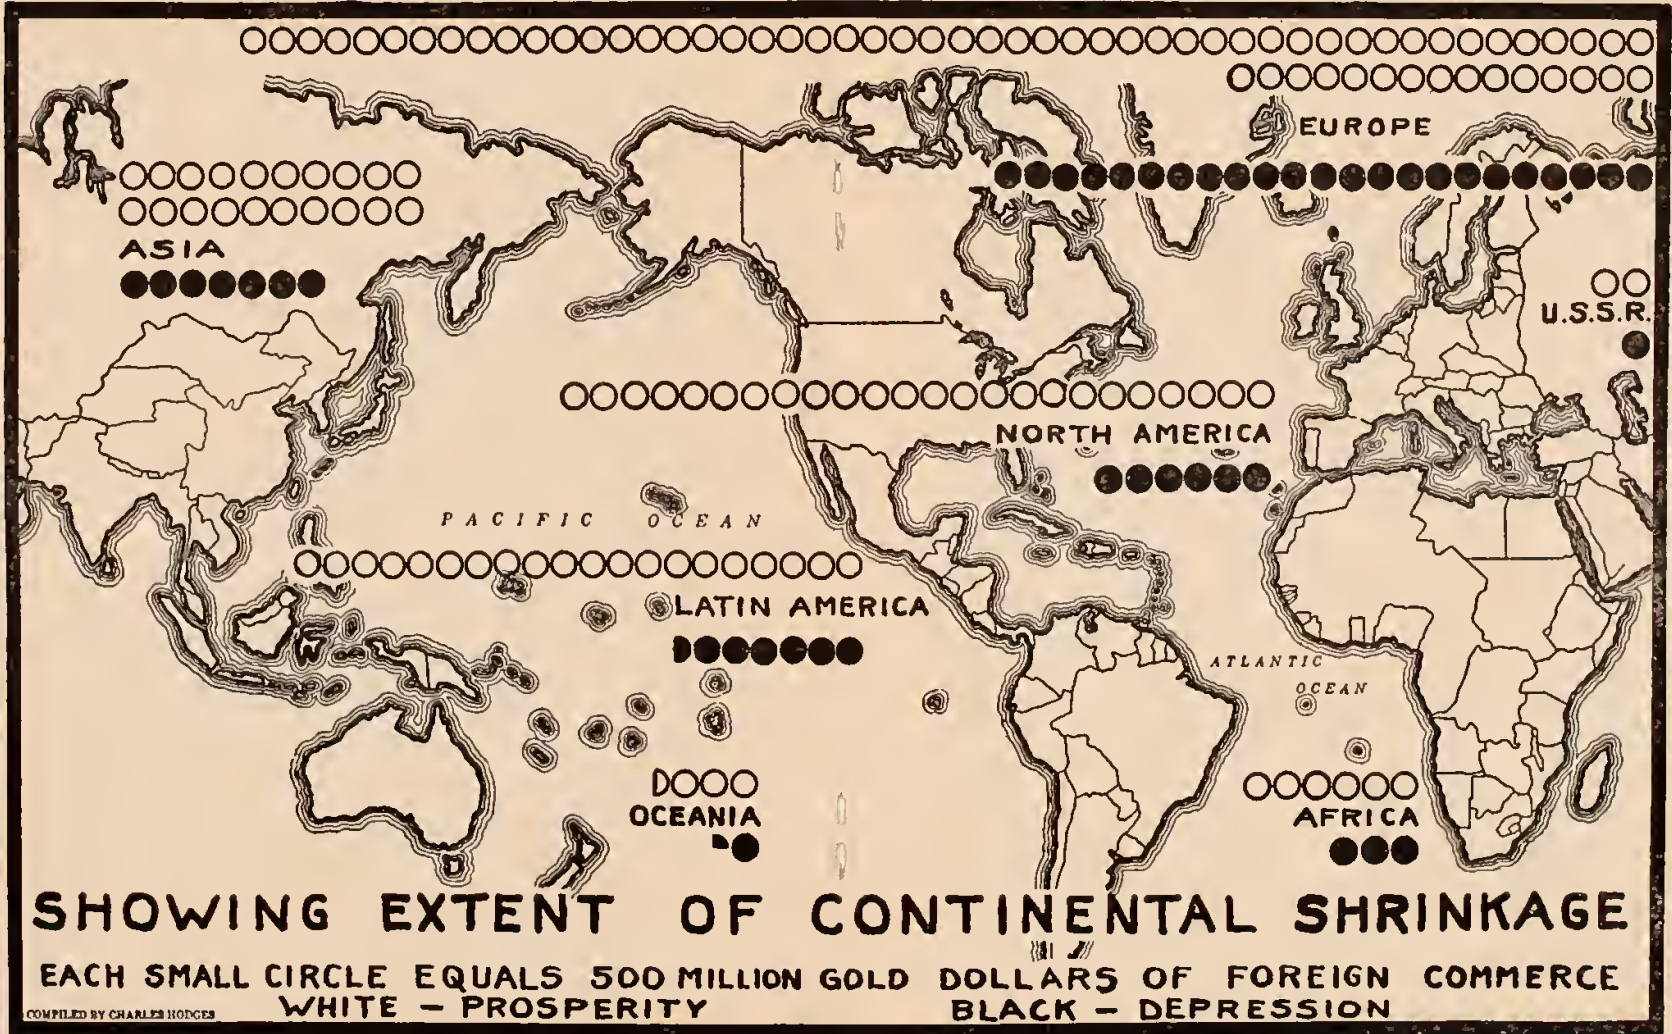 EUROPE
ASIA
U.S.S.R.
NORTH AMERICA
PACIFIC OCEAN
LATIN AMERICA
ATLANTIC
OCEAN
OCEANIA
AFRICA
SHOWING EXTENT OF CONTINENTAL SHRINKAGE
EACH SMALL CIRCLE EQUALS 500 MILLION GOLD DOLLARS OF FOREIGN COMMERCE
WHITE — PROSPERITY BLACK — DEPRESSION
COMPILED BY CHARLES HODGES